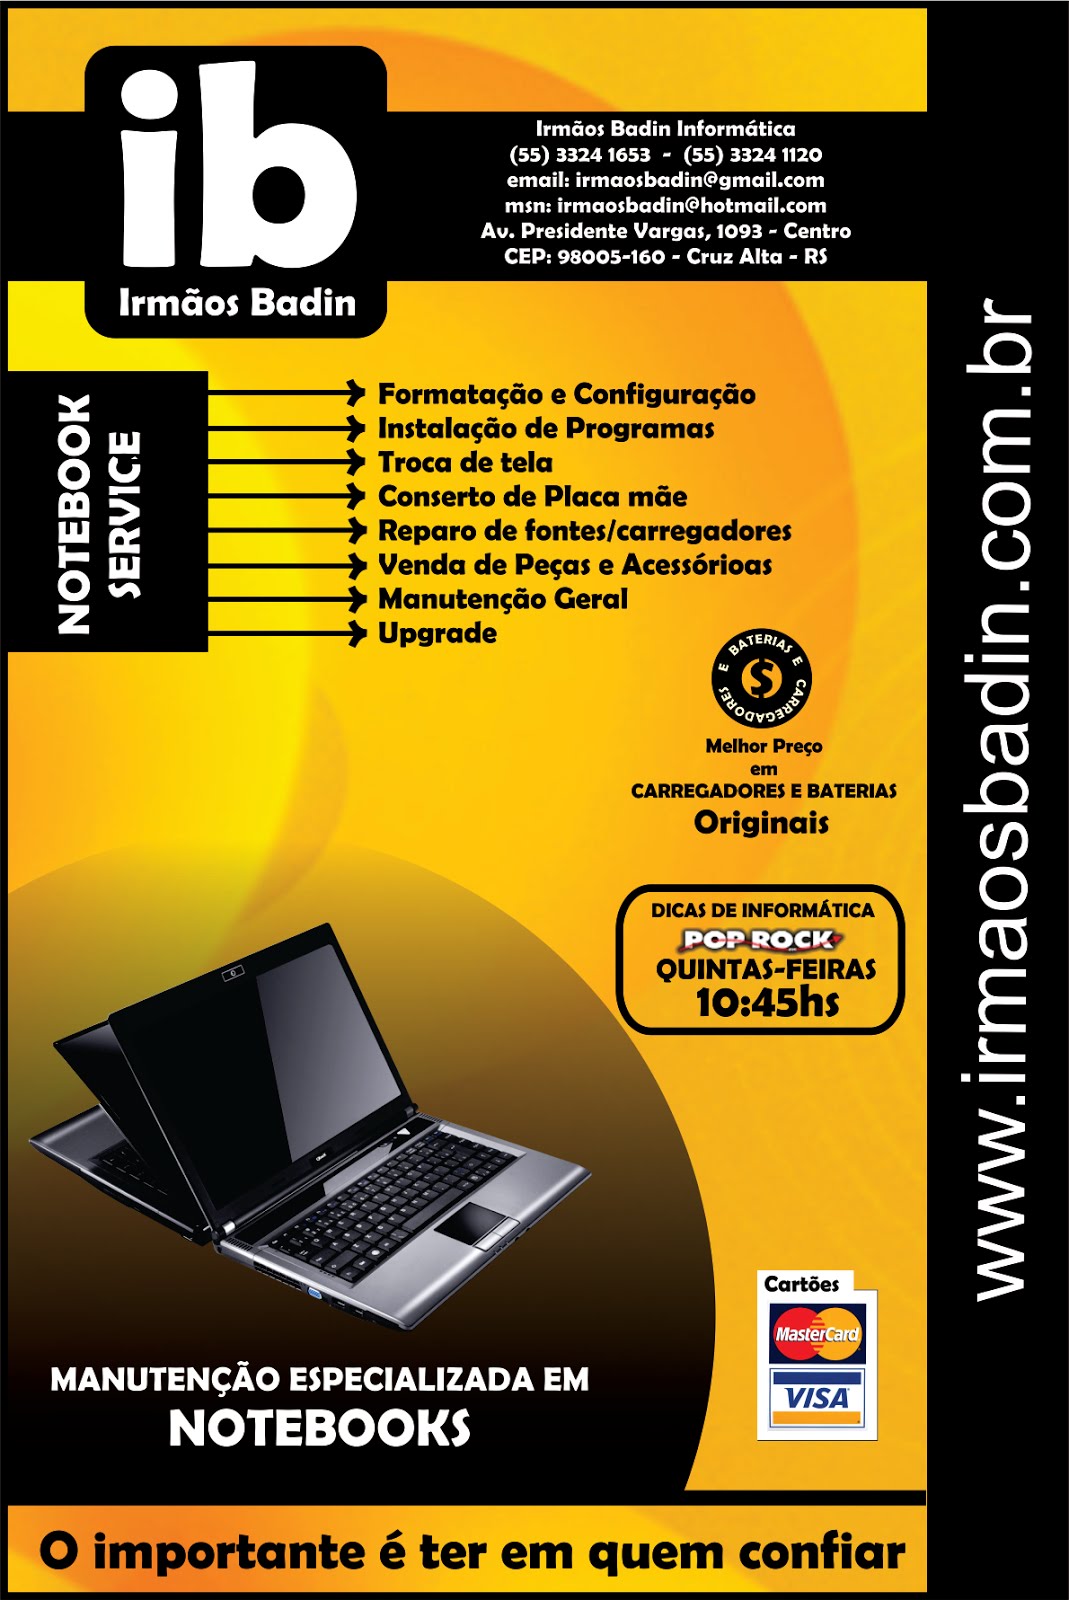 ib
Irmãos Badin
Irmãos Badin Informática
(55) 3324 1653 - (55) 3324 1120
email: irmaosbadin@gmail.com
msn: irmaosbadin@hotmail.com
Av. Presidente Vargas, 1093 - Centro
CEP: 98005-160 - Cruz Alta - RS
NOTEBOOK
SERVICE
Formatação e Configuração
Instalação de Programas
Troca de tela
Conserto de Placa mãe
Reparo de fontes/carregadores
Venda de Peças e Acessórioas
Manutenção Geral
Upgrade
E BATERIAS E CARREGADORES
$
Melhor Preço
em
CARREGADORES E BATERIAS
Originais
DICAS DE INFORMÁTICA
POP ROCK
QUINTAS-FEIRAS
10:45hs
Cartões
MasterCard
VISA
MANUTENÇÃO ESPECIALIZADA EM
NOTEBOOKS
O importante é ter em quem confiar
www.irmaosbadin.com.br